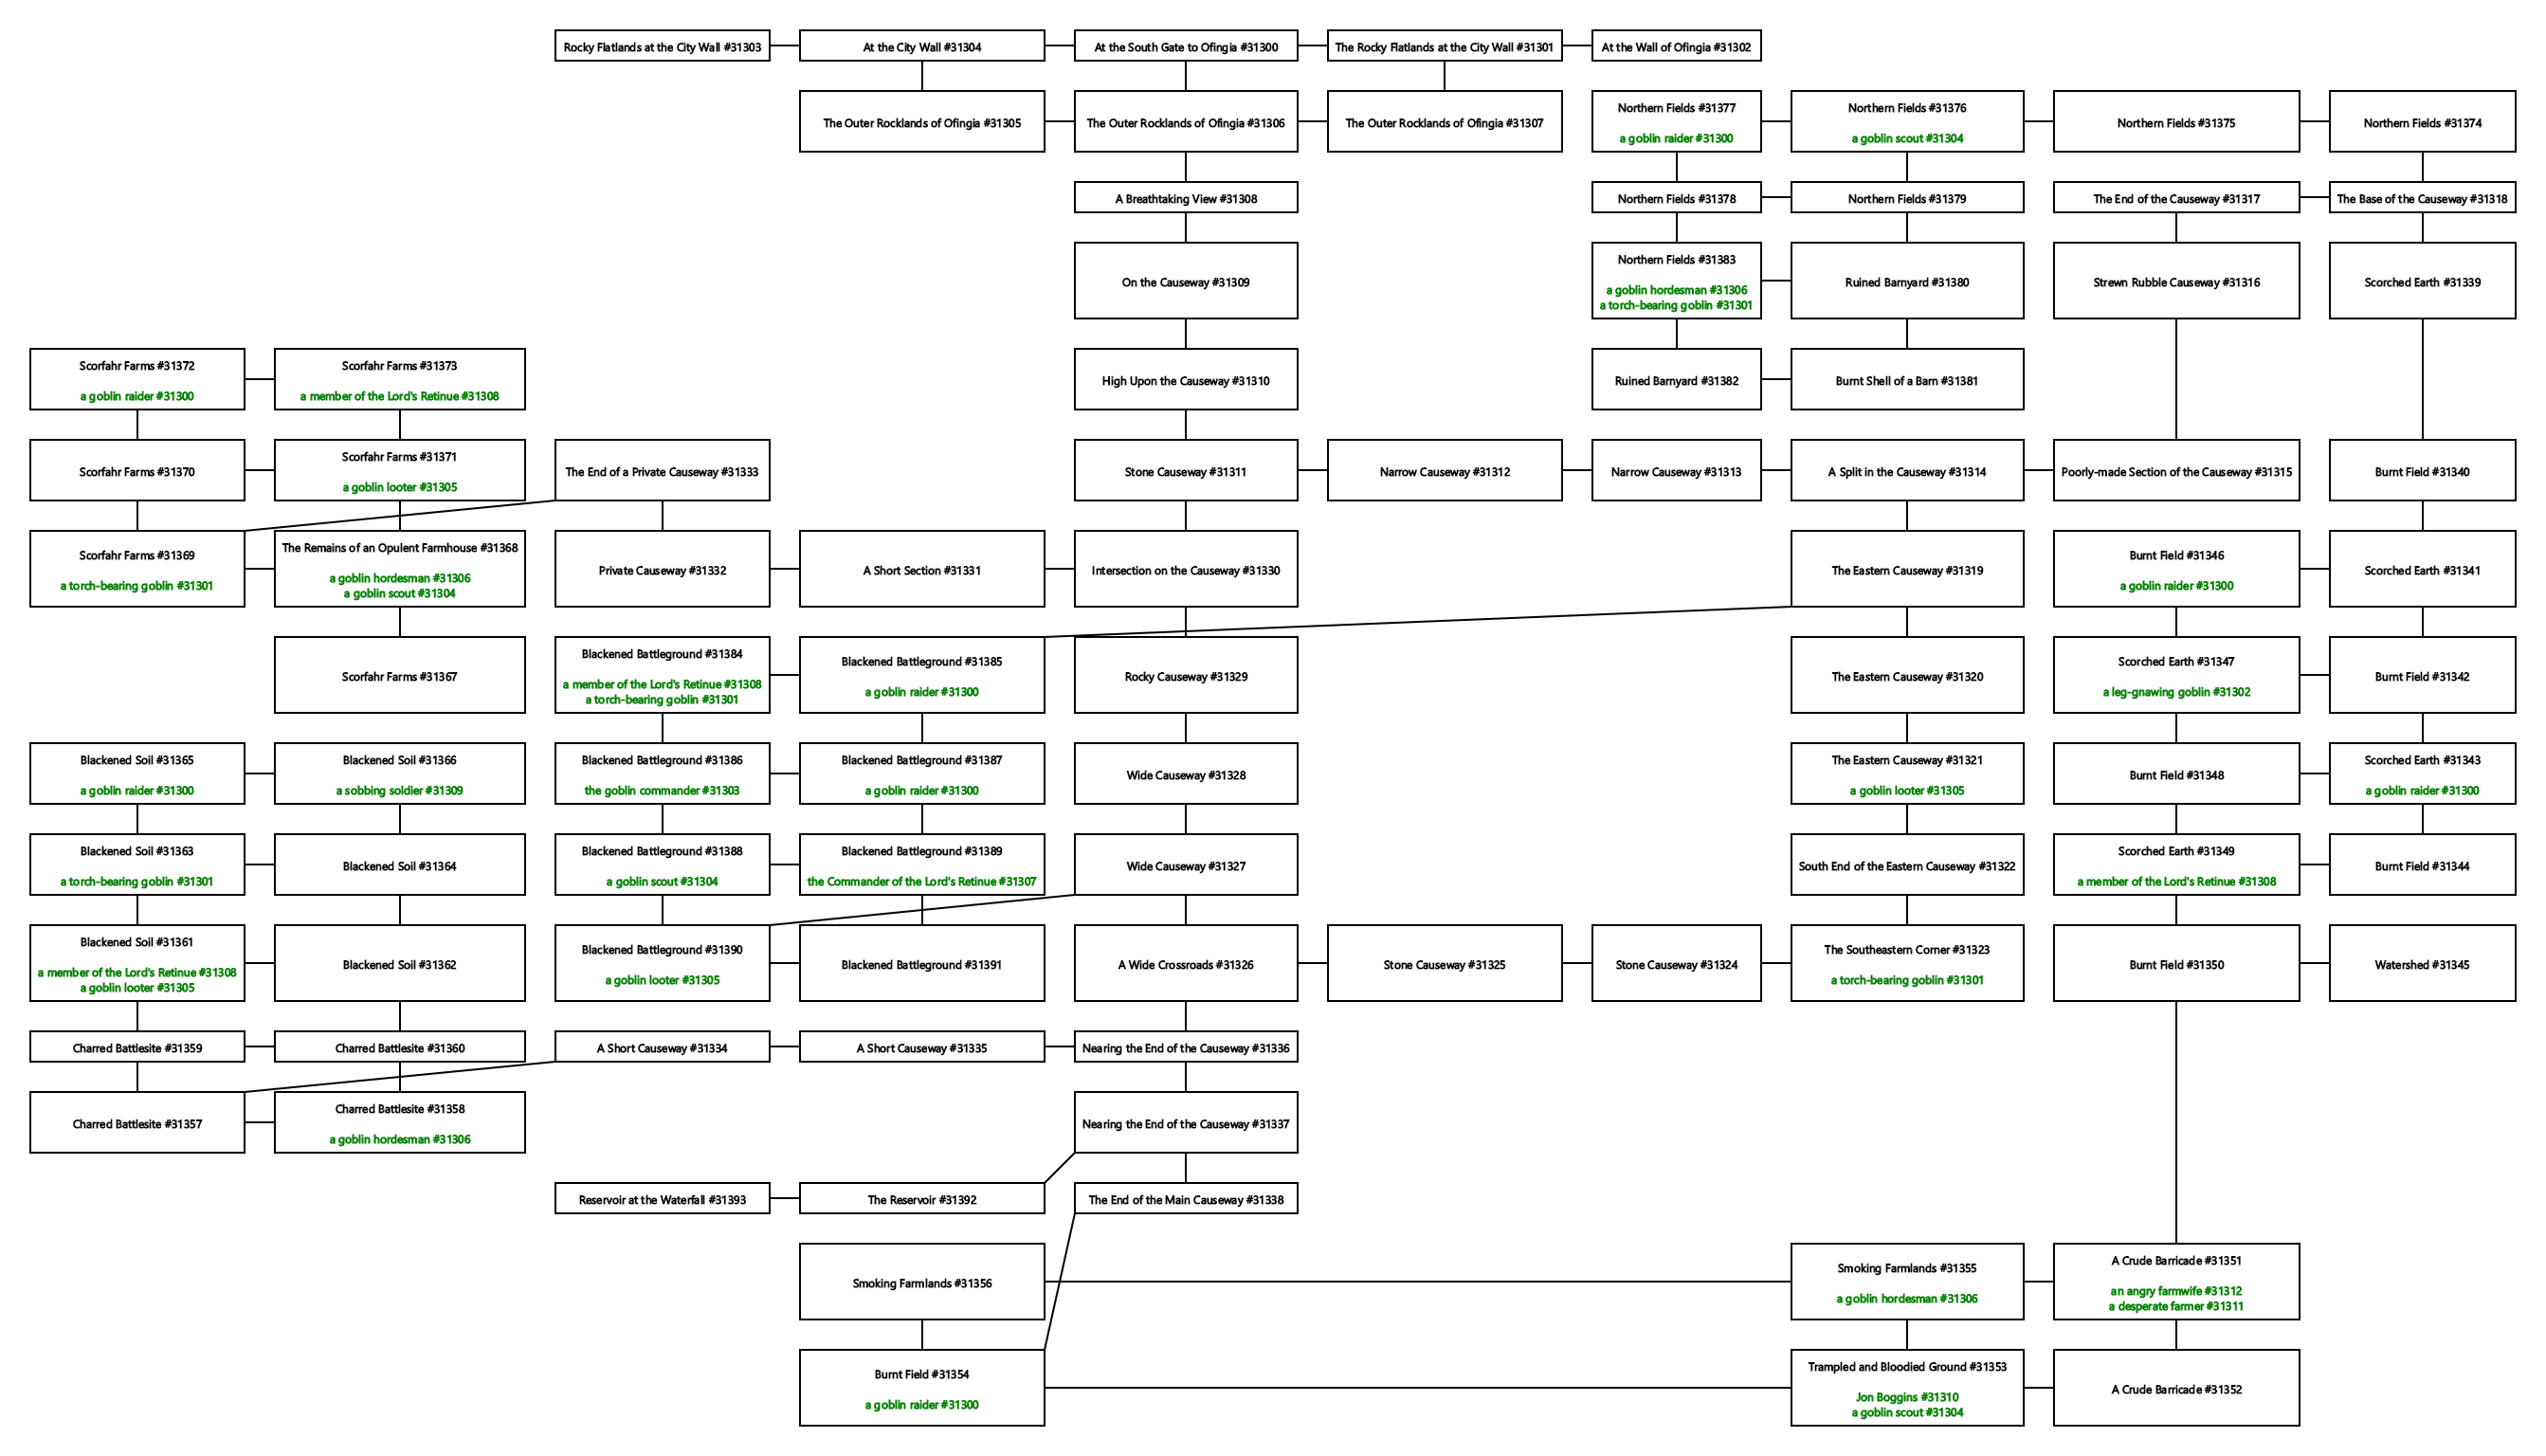 Rocky Flatlands at the City Wall #31303
At the City Wall #31304
At the South Gate to Ofingia #31300
The Rocky Flatlands at the City Wall #31301
At the Wall of Ofingia #31302
The Outer Rocklands of Ofingia #31305
The Outer Rocklands of Ofingia #31306
The Outer Rocklands of Ofingia #31307
Northern Fields #31377
a goblin raider #31300
Northern Fields #31376
a goblin scout #31304
Northern Fields #31375
Northern Fields #31374
A Breathtaking View #31308
Northern Fields #31378
Northern Fields #31379
The End of the Causeway #31317
The Base of the Causeway #31318
On the Causeway #31309
Northern Fields #31383
a goblin hordesman #31306
a torch-bearing goblin #31301
Ruined Barnyard #31380
Strewn Rubble Causeway #31316
Scorched Earth #31339
Scorfahr Farms #31372
a goblin raider #31300
Scorfahr Farms #31373
a member of the Lord's Retinue #31308
High Upon the Causeway #31310
Ruined Barnyard #31382
Burnt Shell of a Barn #31381
Scorfahr Farms #31370
Scorfahr Farms #31371
a goblin looter #31305
The End of a Private Causeway #31333
Stone Causeway #31311
Narrow Causeway #31312
Narrow Causeway #31313
A Split in the Causeway #31314
Poorly-made Section of the Causeway #31315
Burnt Field #31340
Scorfahr Farms #31369
a torch-bearing goblin #31301
The Remains of an Opulent Farmhouse #31368
a goblin hordesman #31306
a goblin scout #31304
Private Causeway #31332
A Short Section #31331
Intersection on the Causeway #31330
The Eastern Causeway #31319
Burnt Field #31346
a goblin raider #31300
Scorched Earth #31341
Scorfahr Farms #31367
Blackened Battleground #31384
a member of the Lord's Retinue #31308
a torch-bearing goblin #31301
Blackened Battleground #31385
a goblin raider #31300
Rocky Causeway #31329
The Eastern Causeway #31320
Scorched Earth #31347
a leg-gnawing goblin #31302
Burnt Field #31342
Blackened Soil #31365
a goblin raider #31300
Blackened Soil #31366
a sobbing soldier #31309
Blackened Battleground #31386
the goblin commander #31303
Blackened Battleground #31387
a goblin raider #31300
Wide Causeway #31328
The Eastern Causeway #31321
a goblin looter #31305
Burnt Field #31348
Scorched Earth #31343
a goblin raider #31300
Blackened Soil #31363
a torch-bearing goblin #31301
Blackened Soil #31364
Blackened Battleground #31388
a goblin scout #31304
Blackened Battleground #31389
the Commander of the Lord's Retinue #31307
Wide Causeway #31327
South End of the Eastern Causeway #31322
Scorched Earth #31349
a member of the Lord's Retinue #31308
Burnt Field #31344
Blackened Soil #31361
a member of the Lord's Retinue #31308
a goblin looter #31305
Blackened Soil #31362
Blackened Battleground #31390
a goblin looter #31305
Blackened Battleground #31391
A Wide Crossroads #31326
Stone Causeway #31325
Stone Causeway #31324
The Southeastern Corner #31323
a torch-bearing goblin #31301
Burnt Field #31350
Watershed #31345
Charred Battlesite #31359
Charred Battlesite #31360
A Short Causeway #31334
A Short Causeway #31335
Nearing the End of the Causeway #31336
Charred Battlesite #31357
Charred Battlesite #31358
a goblin hordesman #31306
Nearing the End of the Causeway #31337
Reservoir at the Waterfall #31393
The Reservoir #31392
The End of the Main Causeway #31338
Smoking Farmlands #31356
Smoking Farmlands #31355
a goblin hordesman #31306
A Crude Barricade #31351
an angry farmwife #31312
a desperate farmer #31311
Burnt Field #31354
a goblin raider #31300
Trampled and Bloodied Ground #31353
Jon Boggins #31310
a goblin scout #31304
A Crude Barricade #31352